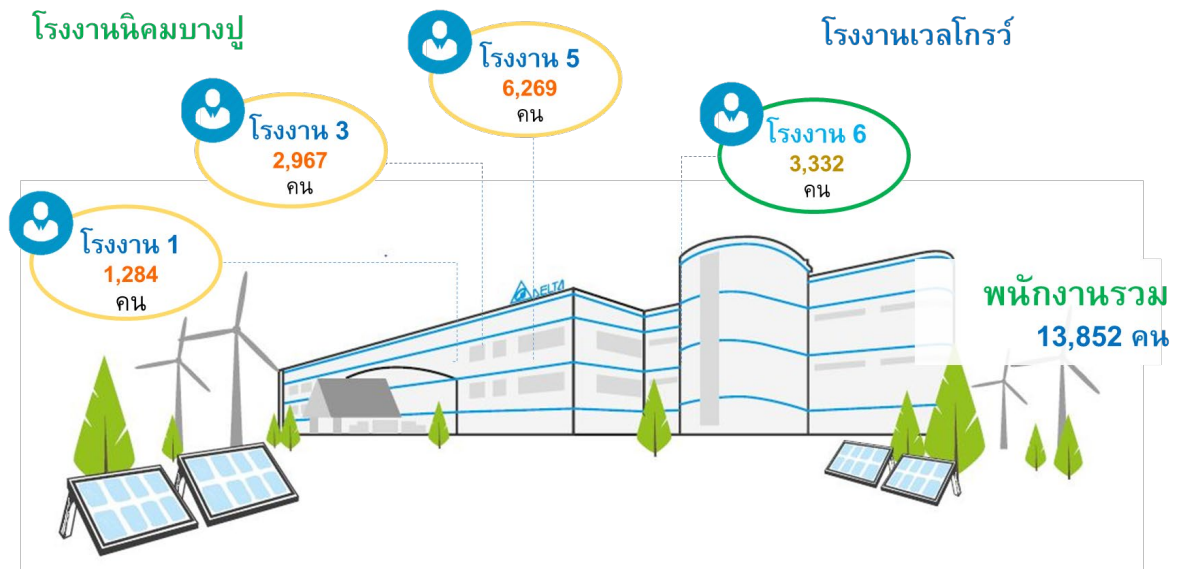 โรงงานนิคมบางปู
โรงงานเวลโกรว์
โรงงาน 5
6,269
คน
โรงงาน 3
2,967
คน
โรงงาน 6
3,332
คน
โรงงาน 1
1,284
คน
DELTA
พนักงานรวม
13,852 คน